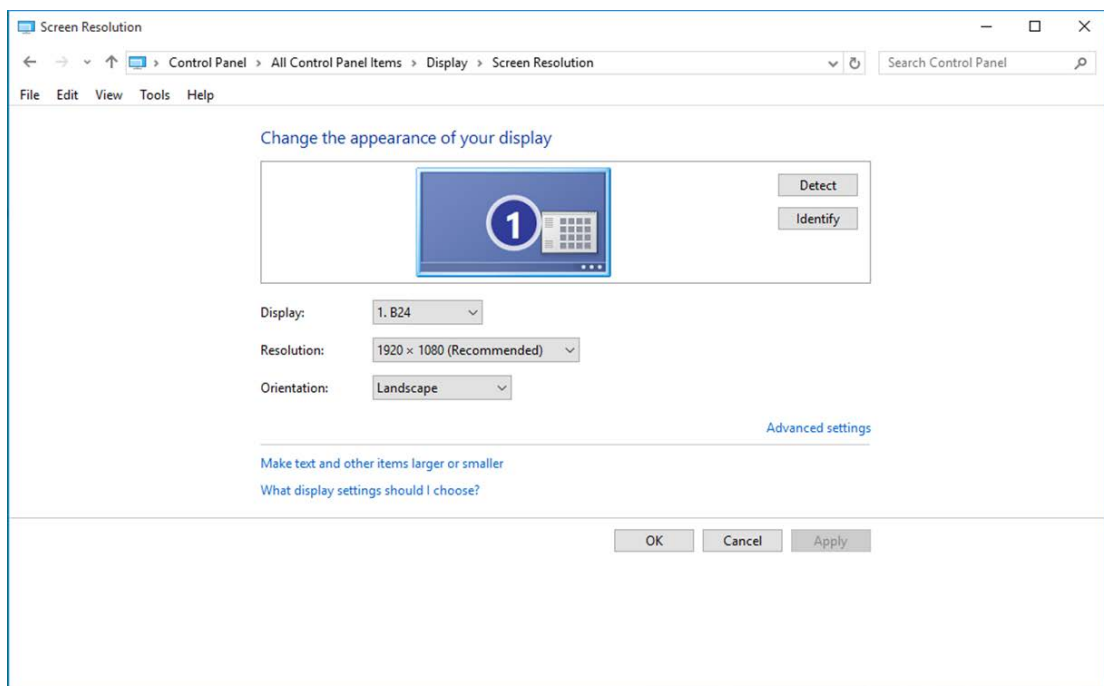 Screen Resolution
Control Panel > All Control Panel Items > Display > Screen Resolution
Search Control Panel
File Edit View Tools Help
Change the appearance of your display
1
Detect
Identify
Display: 1. B24
Resolution: 1920 × 1080 (Recommended)
Orientation: Landscape
Advanced settings
Make text and other items larger or smaller
What display settings should I choose?
OK Cancel Apply